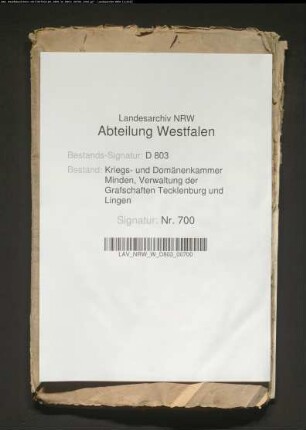 Landesarchiv NRW
Abteilung Westfalen
Bestands-Signatur: D 803
Bestand: Kriegs- und Domänenkammer
Minden, Verwaltung der
Grafschaften Tecklenburg und
Lingen
Signatur: Nr. 700
LAV_NRW_W_D803_00700